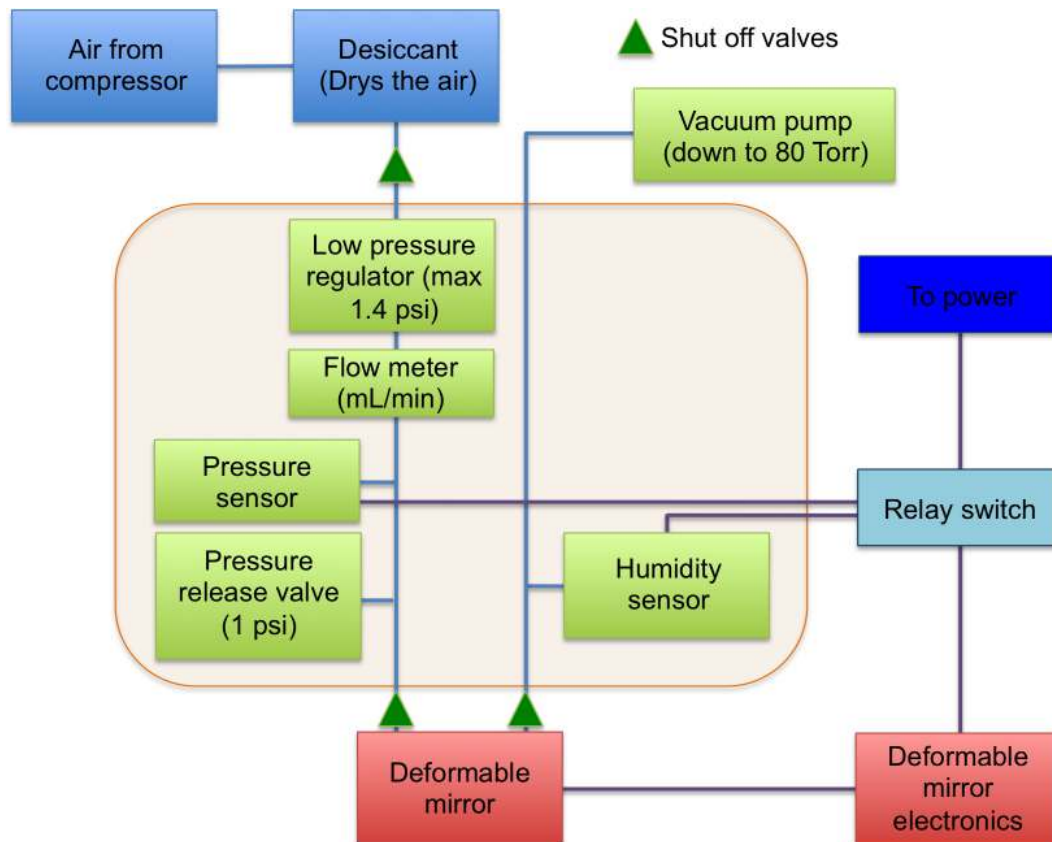 Air from
compressor
Desiccant
(Drys the air)
Shut off valves
Vacuum pump
(down to 80 Torr)
Low pressure
regulator (max
1.4 psi)
To power
Flow meter
(mL/min)
Pressure
sensor
Relay switch
Pressure
release valve
(1 psi)
Humidity
sensor
Deformable
mirror
Deformable
mirror
electronics